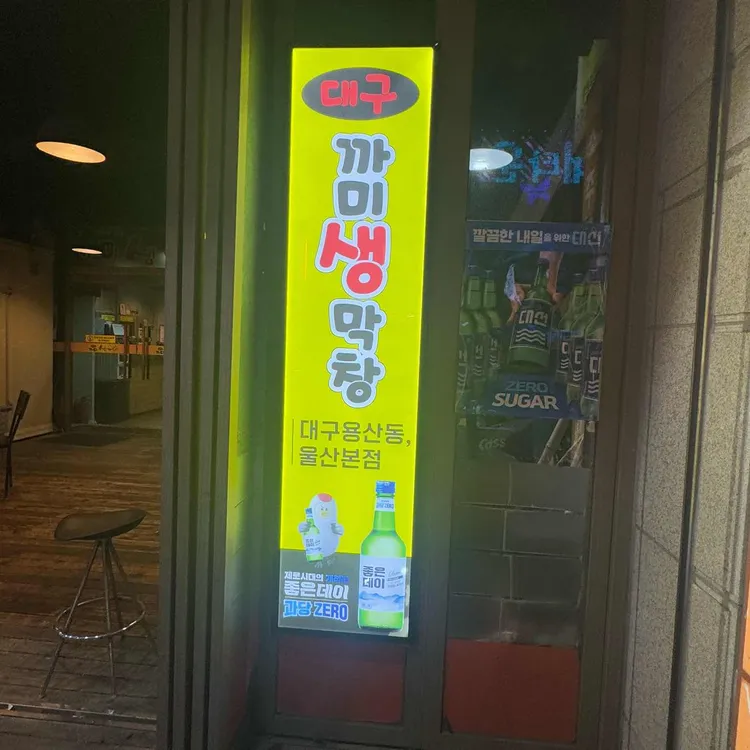 대구
까미
생
막창
대구용산동,
울산본점
제로시대의
좋은데이
과당 ZERO
좋은
데이
깔끔한 내일을 위한 대선
대선
ZERO
SUGAR